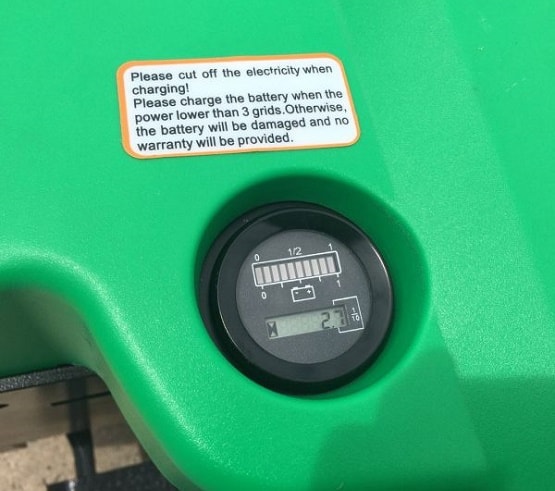 Please cut off the electricity when
charging!
Please charge the battery when the
power lower than 3 grids.Otherwise,
the battery will be damaged and no
warranty will be provided.
0 1/2 1
0 1
- +
2.7 1/10